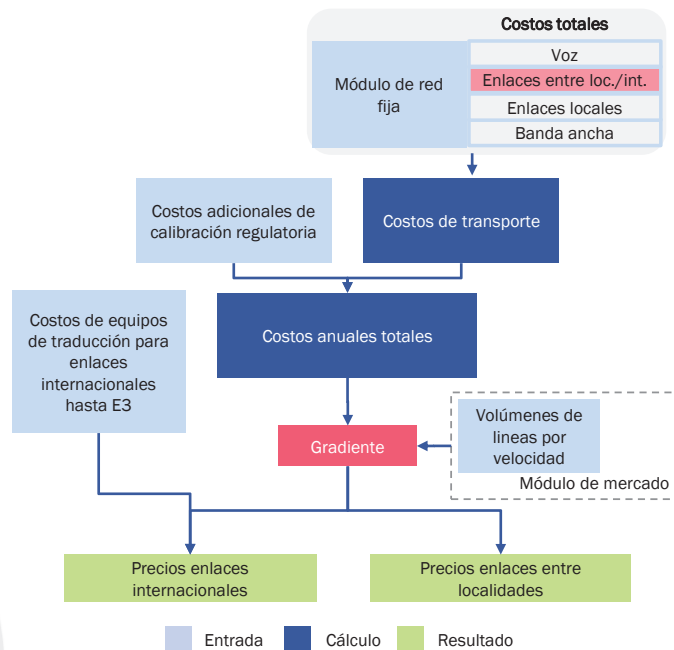 Costos totales
Módulo de red
fija
Voz
Enlaces entre loc./int.
Enlaces locales
Banda ancha
Costos adicionales de
calibración regulatoria
Costos de transporte
Costos de equipos
de traducción para
enlaces
internacionales
hasta E3
Costos anuales totales
Gradiente
Volúmenes de
lineas por
velocidad
Módulo de mercado
Precios enlaces
internacionales
Precios enlaces entre
localidades
Entrada
Cálculo
Resultado